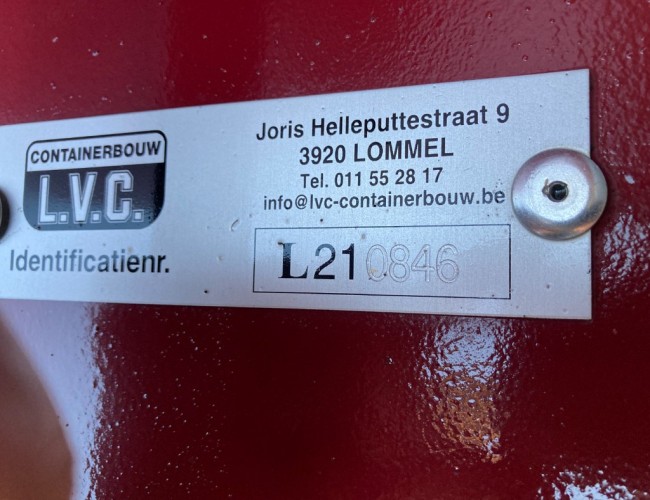 CONTAINERBOUW
L.V.C.
Identificatienr.
Joris Helleputtestraat 9
3920 LOMMEL
Tel. 011 55 28 17
info@lvc-containerbouw.be
L210846